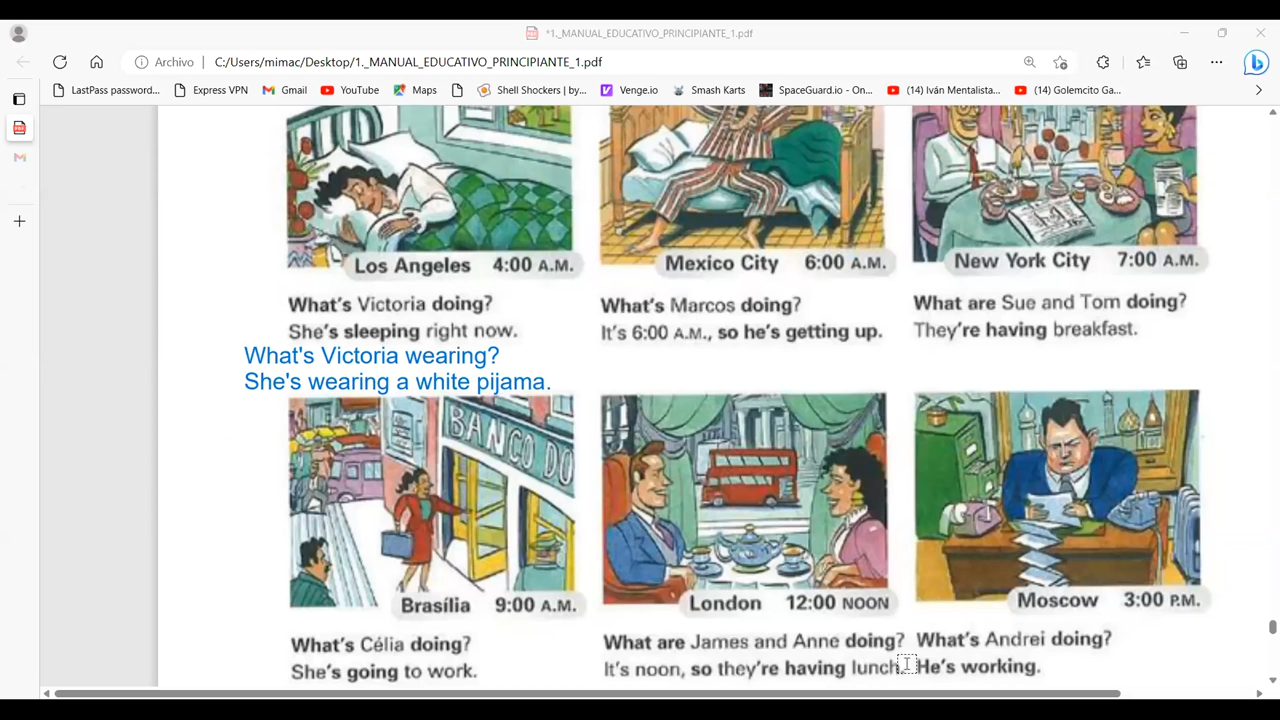 *1._MANUAL_EDUCATIVO_PRINCIPIANTE_1.pdf
Archivo C:/Users/mimac/Desktop/1._MANUAL_EDUCATIVO_PRINCIPIANTE_1.pdf
LastPass password... Express VPN Gmail YouTube Maps Shell Shockers | by... Venge.io Smash Karts SpaceGuard.io - On... (14) Iván Mentalista... (14) Golemcito Ga...
Los Angeles 4:00 A.M.
What's Victoria doing?
She's sleeping right now.
What's Victoria wearing?
She's wearing a white pijama.
Mexico City 6:00 A.M.
What's Marcos doing?
It's 6:00 A.M., so he's getting up.
New York City 7:00 A.M.
What are Sue and Tom doing?
They're having breakfast.
BANCO DO
Brasília 9:00 A.M.
What's Célia doing?
She's going to work.
London 12:00 NOON
What are James and Anne doing?
It's noon, so they're having lunch.
Moscow 3:00 P.M.
What's Andrei doing?
He's working.